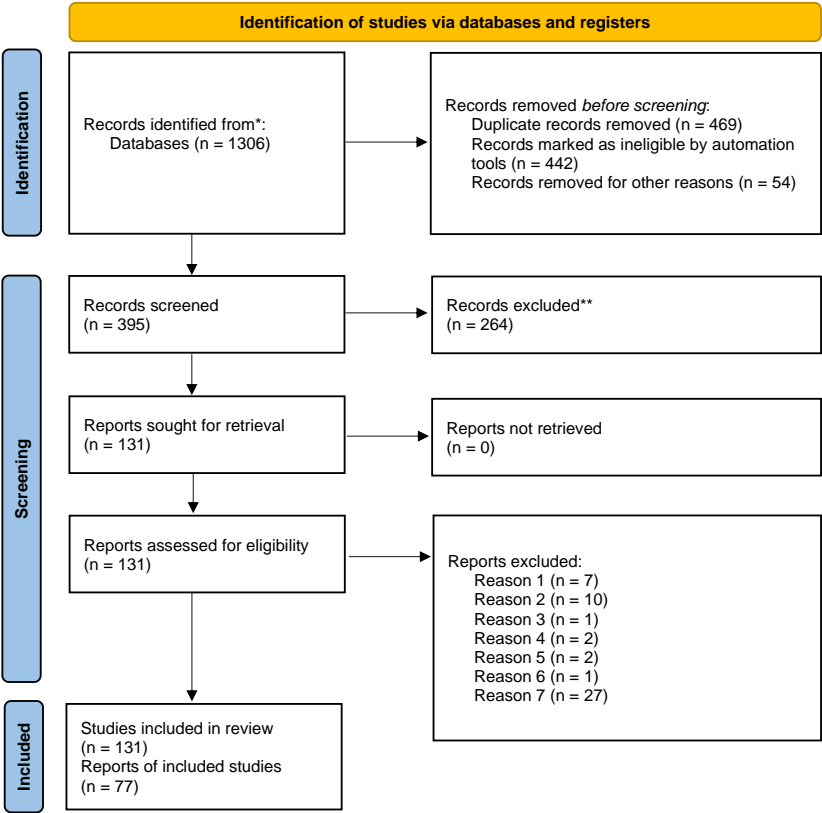 Identification of studies via databases and registers
Identification
Records identified from*:
Databases (n = 1306)
Records removed before screening:
Duplicate records removed (n = 469)
Records marked as ineligible by automation
tools (n = 442)
Records removed for other reasons (n = 54)
Screening
Records screened
(n = 395)
Records excluded**
(n = 264)
Reports sought for retrieval
(n = 131)
Reports not retrieved
(n = 0)
Reports assessed for eligibility
(n = 131)
Reports excluded:
Reason 1 (n = 7)
Reason 2 (n = 10)
Reason 3 (n = 1)
Reason 4 (n = 2)
Reason 5 (n = 2)
Reason 6 (n = 1)
Reason 7 (n = 27)
Included
Studies included in review
(n = 131)
Reports of included studies
(n = 77)